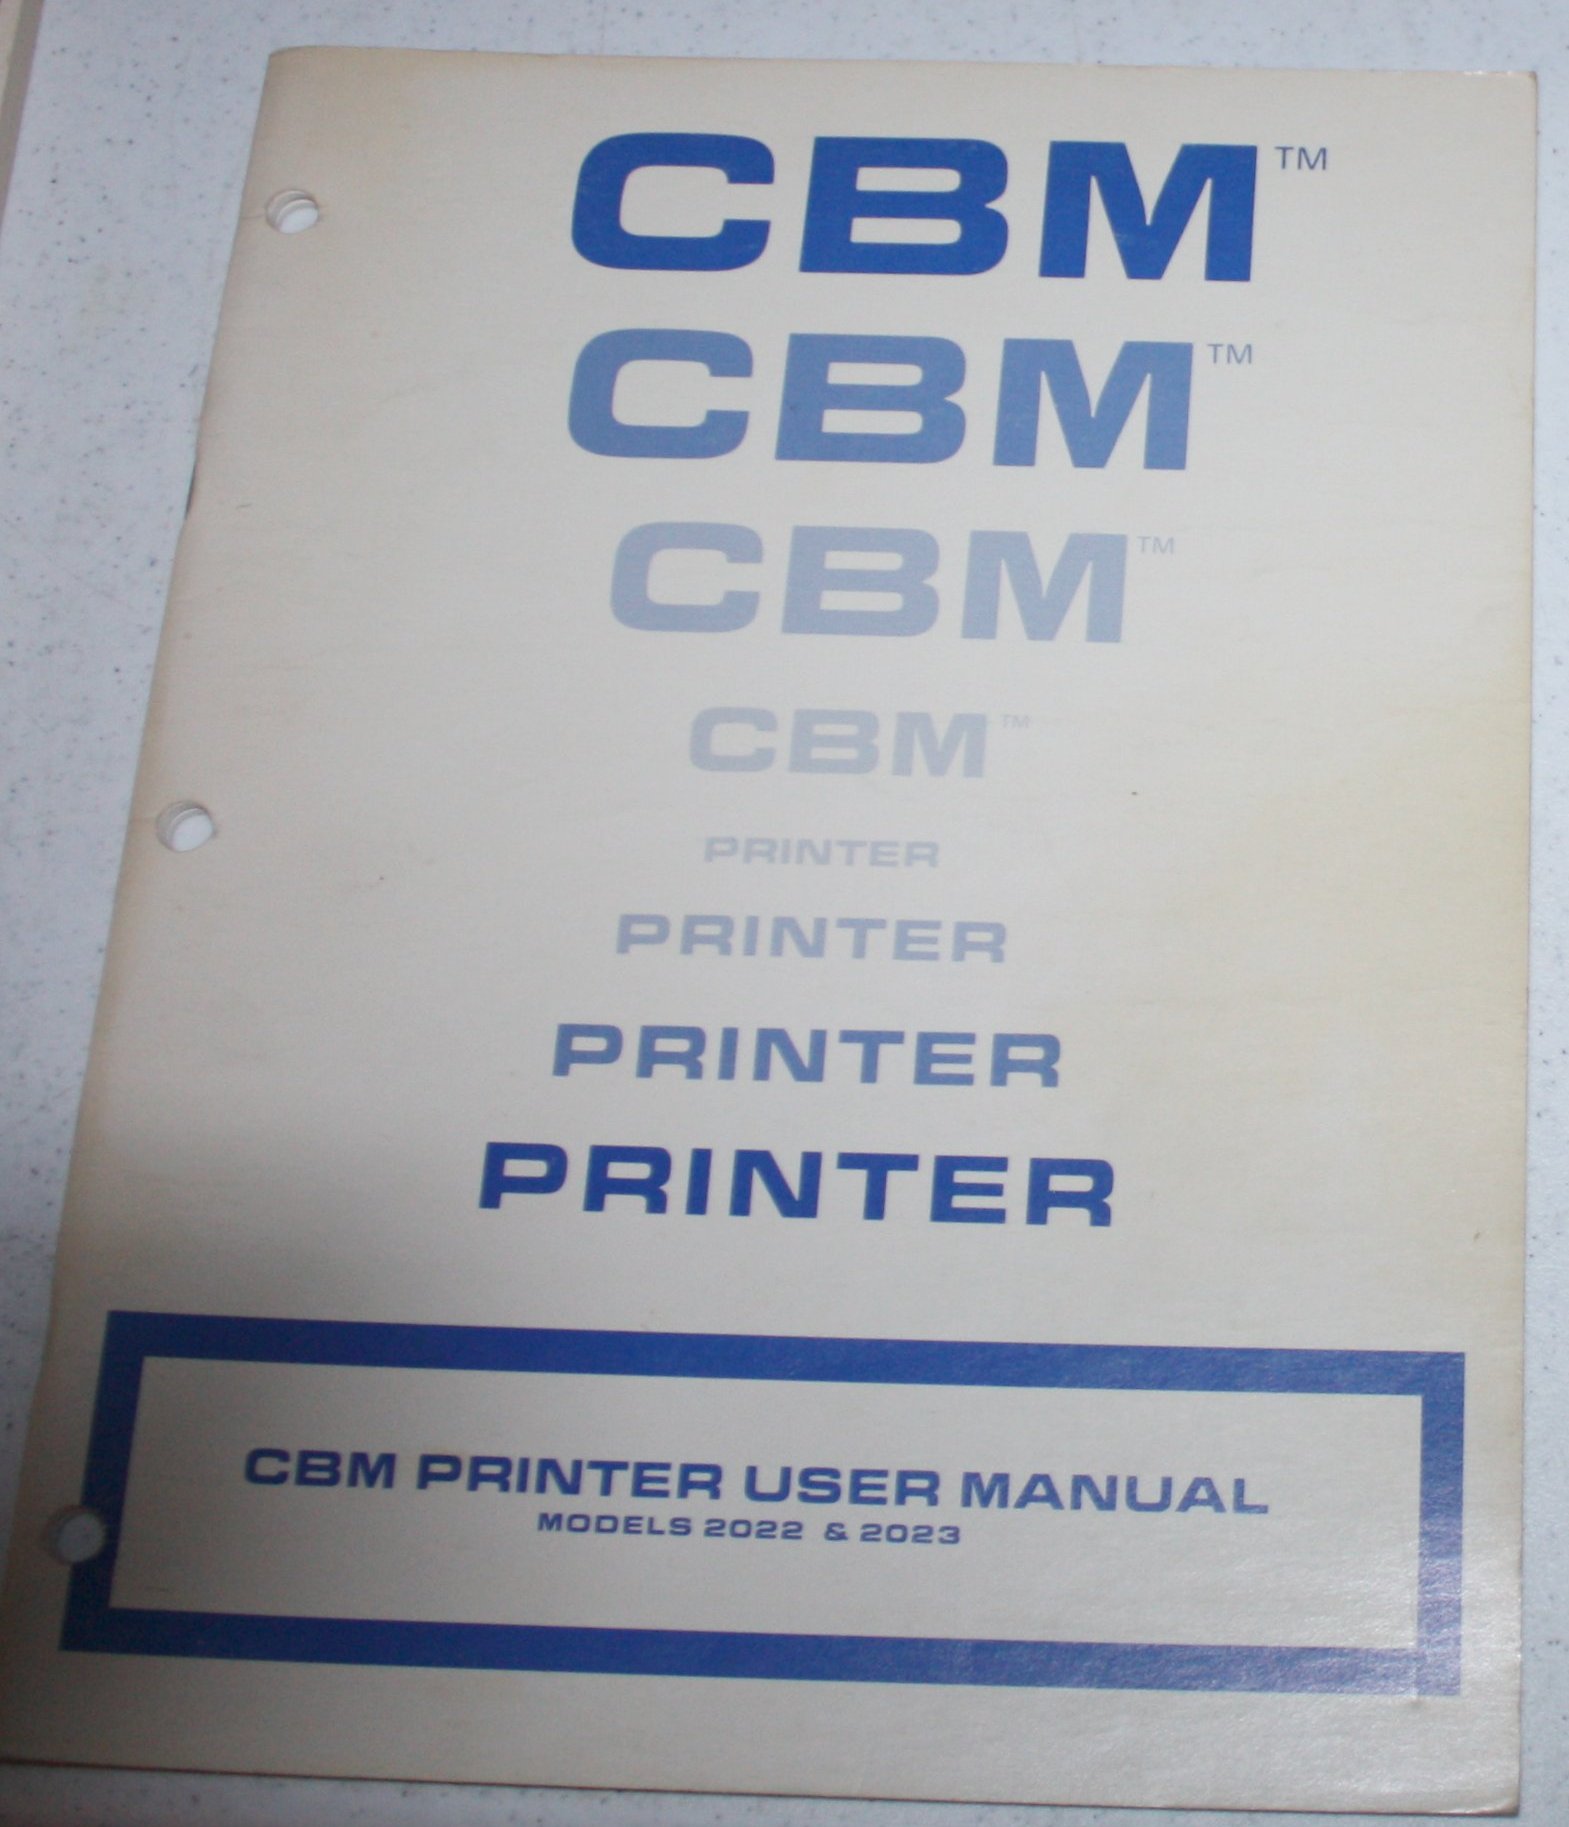 CBM™
CBM™
CBM™
CBM™
PRINTER
PRINTER
PRINTER
PRINTER
CBM PRINTER USER MANUAL
MODELS 2022 & 2023